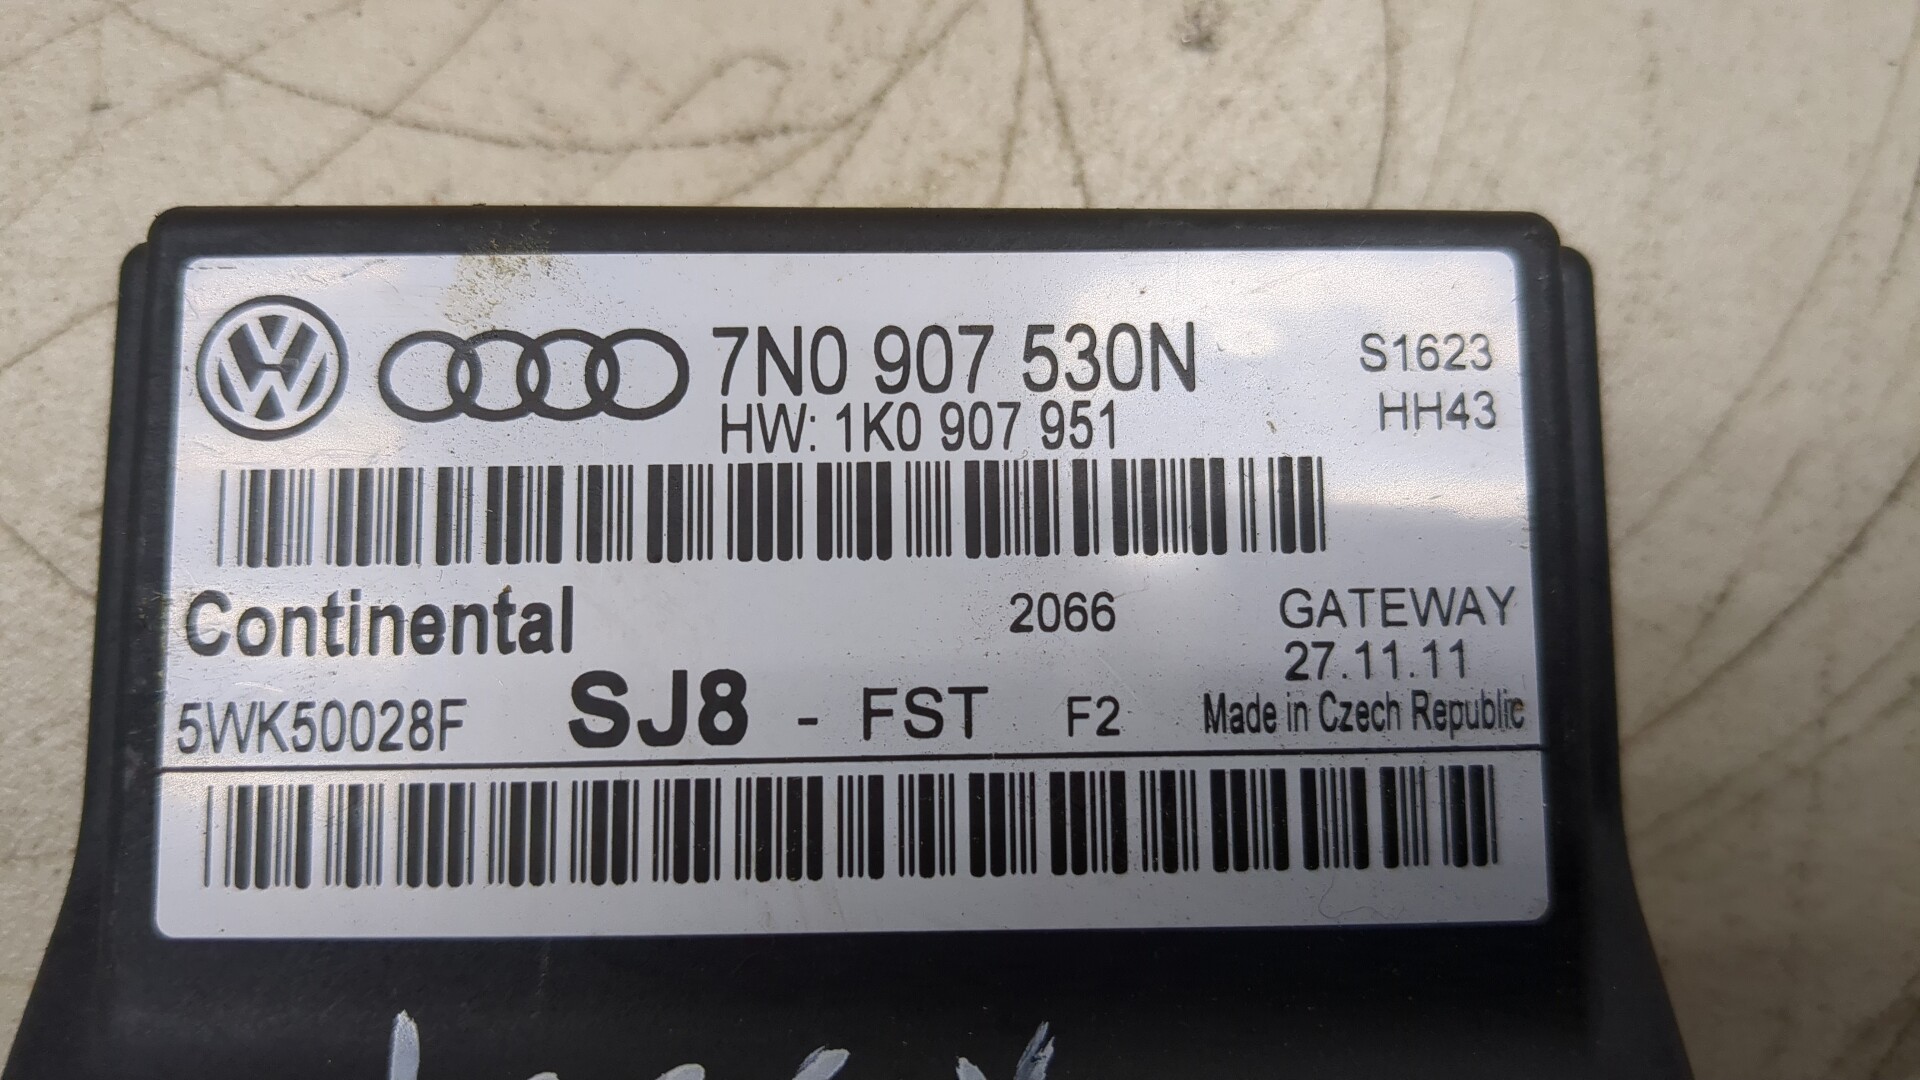 7N0 907 530N S1623
HW: 1K0 907 951 HH43
Continental 2066 GATEWAY
27.11.11
5WK50028F SJ8 - FST F2 Made in Czech Republic